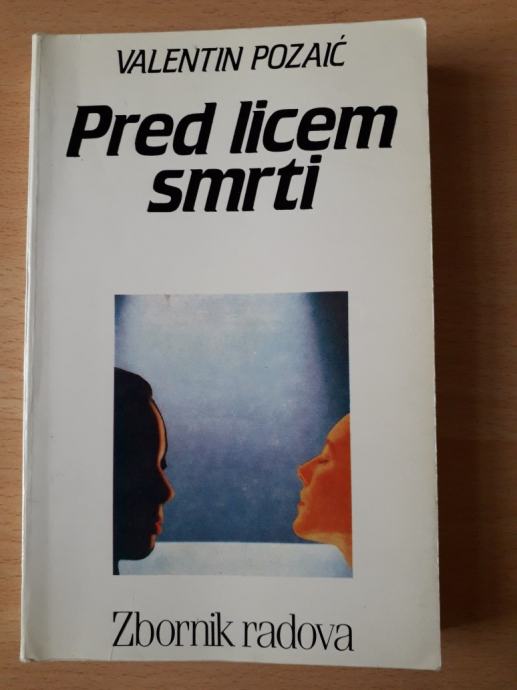 VALENTIN POZAIĆ
Pred licem
smrti
Zbornik radova